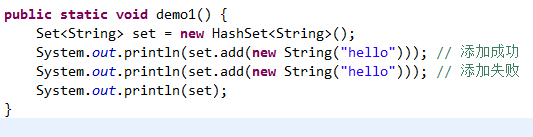 public static void demo1() {
    Set<String> set = new HashSet<String>();
    System.out.println(set.add(new String("hello"))); // 添加成功
    System.out.println(set.add(new String("hello"))); // 添加失败
    System.out.println(set);
}